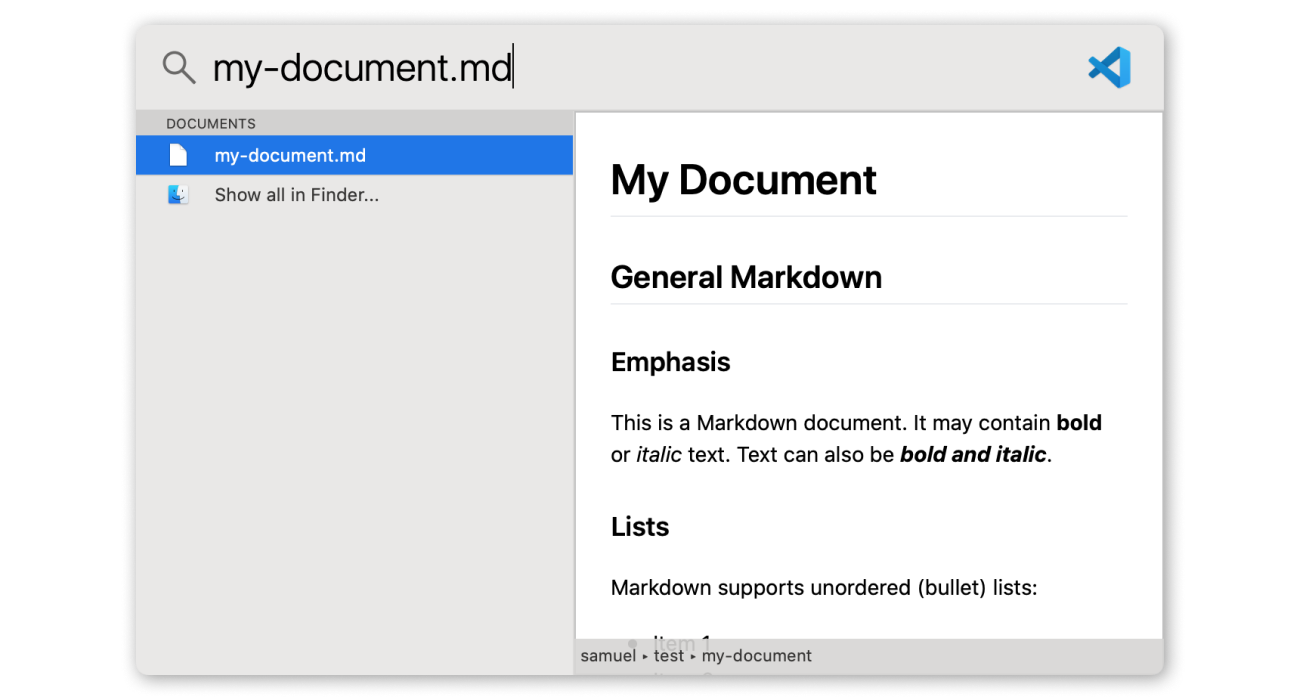 my-document.md
DOCUMENTS
my-document.md
Show all in Finder...
My Document
General Markdown
Emphasis
This is a Markdown document. It may contain bold
or italic text. Text can also be bold and italic.
Lists
Markdown supports unordered (bullet) lists:
• Item 1
samuel ▸ test ▸ my-document